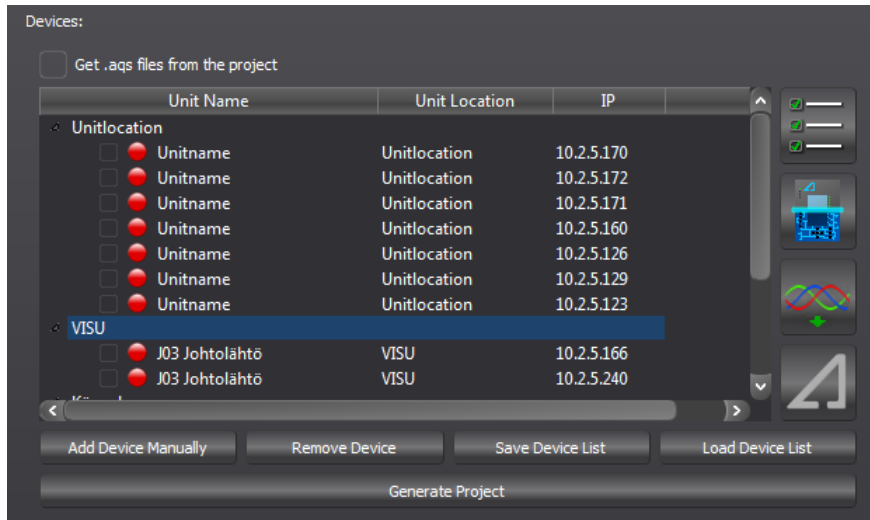 Devices:
Get .aqs files from the project
Unit Name Unit Location IP
Unitlocation
Unitname Unitlocation 10.2.5.170
Unitname Unitlocation 10.2.5.172
Unitname Unitlocation 10.2.5.171
Unitname Unitlocation 10.2.5.160
Unitname Unitlocation 10.2.5.126
Unitname Unitlocation 10.2.5.129
Unitname Unitlocation 10.2.5.123
VISU
J03 Johtolähtö VISU 10.2.5.166
J03 Johtolähtö VISU 10.2.5.240
Add Device Manually Remove Device Save Device List Load Device List
Generate Project